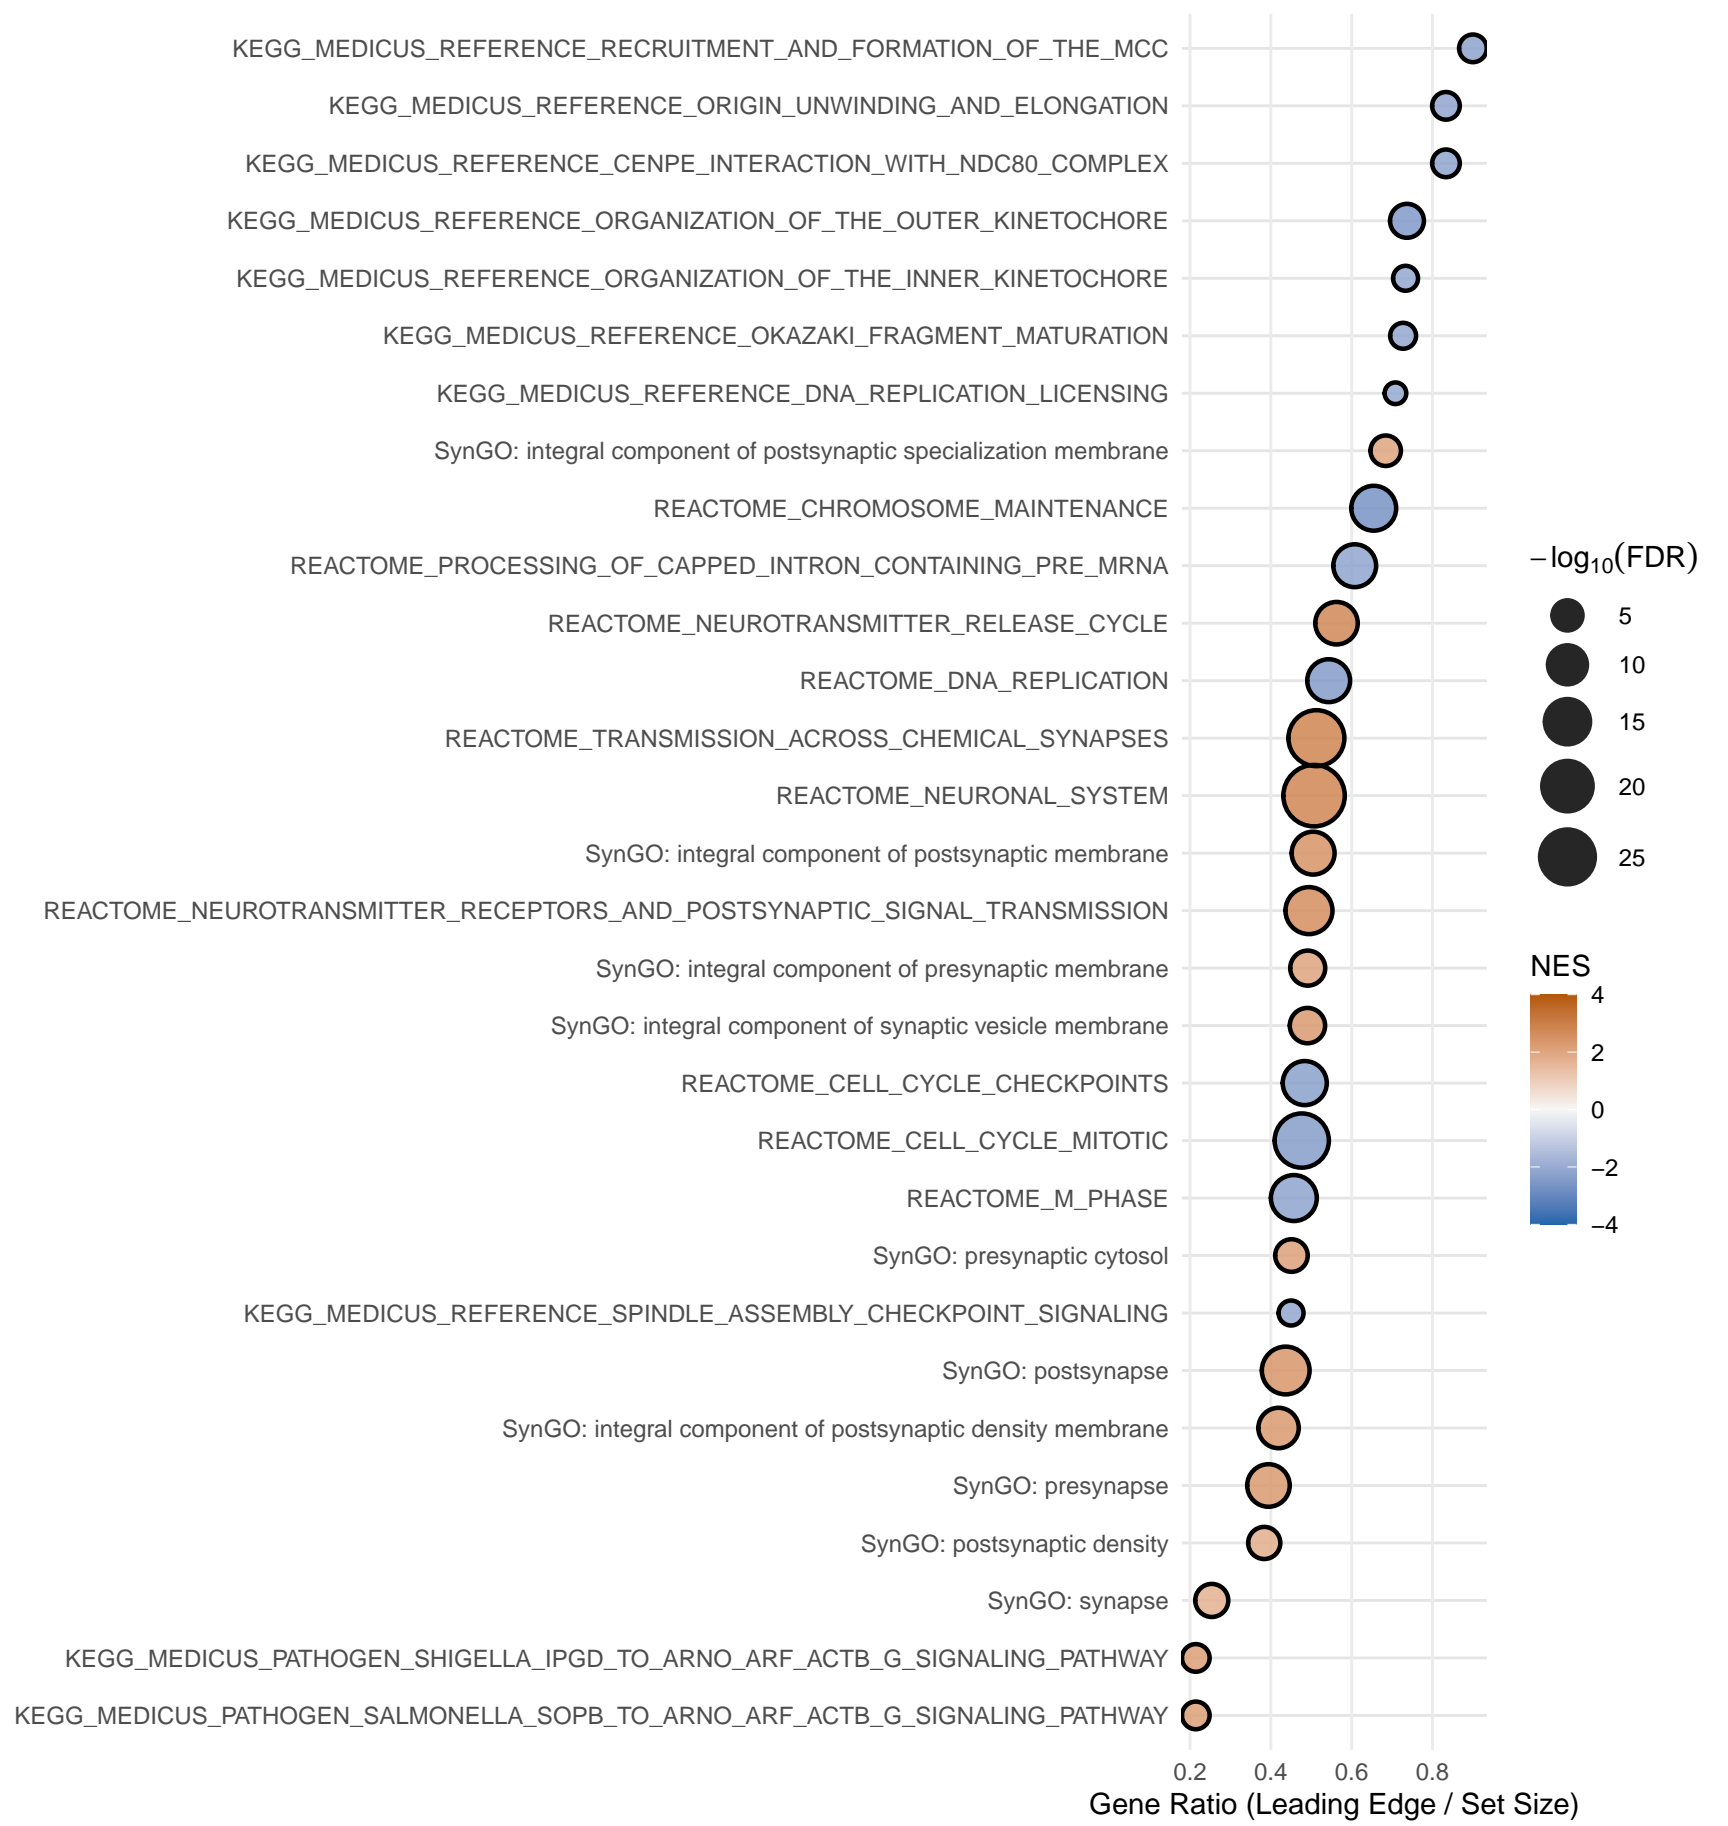 KEGG_MEDICUS_REFERENCE_RECRUITMENT_AND_FORMATION_OF_THE_MCC
KEGG_MEDICUS_REFERENCE_ORIGIN_UNWINDING_AND_ELONGATION
KEGG_MEDICUS_REFERENCE_CENPE_INTERACTION_WITH_NDC80_COMPLEX
KEGG_MEDICUS_REFERENCE_ORGANIZATION_OF_THE_OUTER_KINETOCHORE
KEGG_MEDICUS_REFERENCE_ORGANIZATION_OF_THE_INNER_KINETOCHORE
KEGG_MEDICUS_REFERENCE_OKAZAKI_FRAGMENT_MATURATION
KEGG_MEDICUS_REFERENCE_DNA_REPLICATION_LICENSING
SynGO: integral component of postsynaptic specialization membrane
REACTOME_CHROMOSOME_MAINTENANCE
REACTOME_PROCESSING_OF_CAPPED_INTRON_CONTAINING_PRE_MRNA
REACTOME_NEUROTRANSMITTER_RELEASE_CYCLE
REACTOME_DNA_REPLICATION
REACTOME_TRANSMISSION_ACROSS_CHEMICAL_SYNAPSES
REACTOME_NEURONAL_SYSTEM
SynGO: integral component of postsynaptic membrane
REACTOME_NEUROTRANSMITTER_RECEPTORS_AND_POSTSYNAPTIC_SIGNAL_TRANSMISSION
SynGO: integral component of presynaptic membrane
SynGO: integral component of synaptic vesicle membrane
REACTOME_CELL_CYCLE_CHECKPOINTS
REACTOME_CELL_CYCLE_MITOTIC
REACTOME_M_PHASE
SynGO: presynaptic cytosol
KEGG_MEDICUS_REFERENCE_SPINDLE_ASSEMBLY_CHECKPOINT_SIGNALING
SynGO: postsynapse
SynGO: integral component of postsynaptic density membrane
SynGO: presynapse
SynGO: postsynaptic density
SynGO: synapse
KEGG_MEDICUS_PATHOGEN_SHIGELLA_IPGD_TO_ARNO_ARF_ACTB_G_SIGNALING_PATHWAY
KEGG_MEDICUS_PATHOGEN_SALMONELLA_SOPB_TO_ARNO_ARF_ACTB_G_SIGNALING_PATHWAY
0.2 0.4 0.6 0.8
Gene Ratio (Leading Edge / Set Size)
−log₁₀(FDR)
5
10
15
20
25
NES
4
2
0
−2
−4